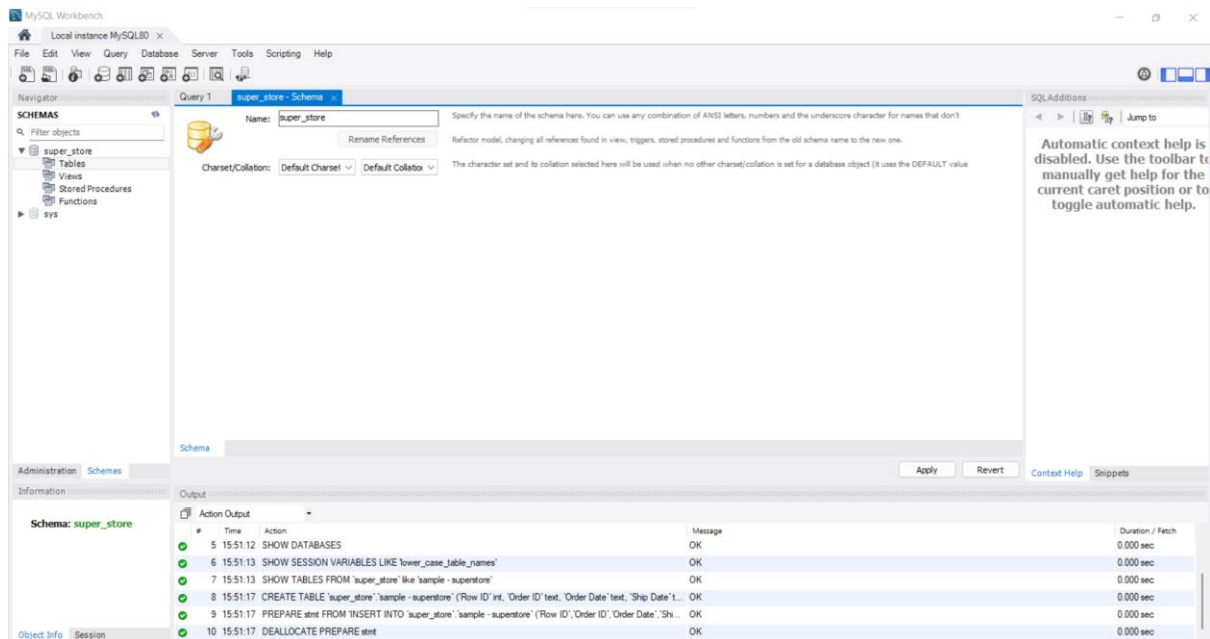 MySQL Workbench
Local instance MySQL80
File Edit View Query Database Server Tools Scripting Help
Navigator
SCHEMAS
Filter objects
super_store
Tables
Views
Stored Procedures
Functions
sys
Administration Schemas
Information
Schema: super_store
Object Info Session
Query 1 super_store - Schema
Name: super_store
Specify the name of the schema here. You can use any combination of ANSI letters, numbers and the underscore character for names that don't
Rename References
Refactor model, changing all references found in view, triggers, stored procedures and functions from the old schema name to the new one.
Charset/Collation: Default Charset Default Collatio
The character set and its collation selected here will be used when no other charset/collation is set for a database object (it uses the DEFAULT value
Schema
Apply Revert
SQLAdditions
Jump to
Automatic context help is
disabled. Use the toolbar to
manually get help for the
current caret position or to
toggle automatic help.
Context Help Snippets
Output
Action Output
# Time Action Message Duration / Fetch
5 15:51:12 SHOW DATABASES OK 0.000 sec
6 15:51:13 SHOW SESSION VARIABLES LIKE 'lower_case_table_names' OK 0.000 sec
7 15:51:13 SHOW TABLES FROM `super_store` like 'sample - superstore' OK 0.000 sec
8 15:51:17 CREATE TABLE `super_store`.`sample - superstore` (`Row ID` int, `Order ID` text, `Order Date` text, `Ship Date` t... OK 0.000 sec
9 15:51:17 PREPARE stmt FROM 'INSERT INTO `super_store`.`sample - superstore` (`Row ID`,`Order ID`,`Order Date`,`Shi... OK 0.000 sec
10 15:51:17 DEALLOCATE PREPARE stmt OK 0.000 sec